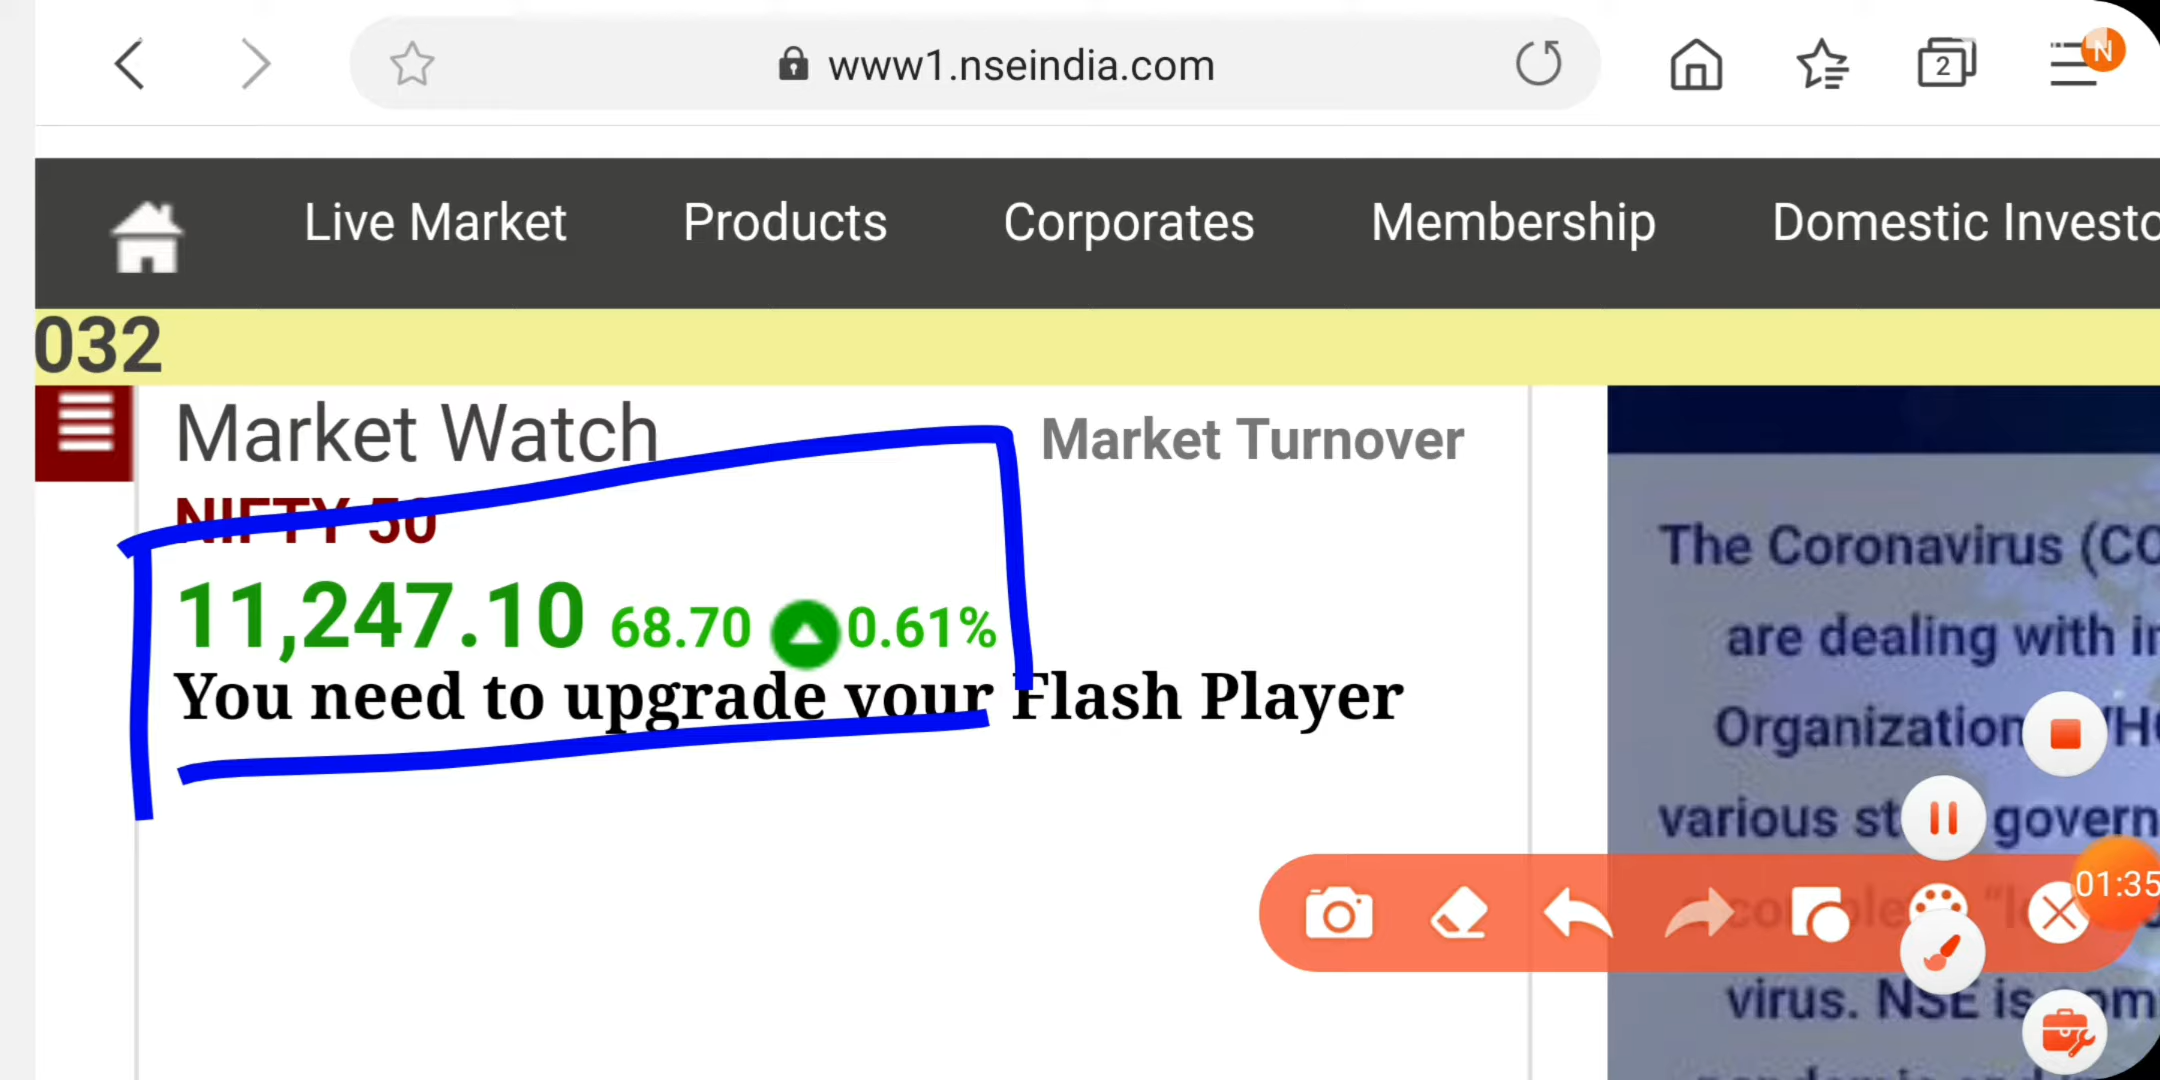 www1.nseindia.com
2
N
Live Market Products Corporates Membership Domestic Investo
032
Market Watch
Market Turnover
NIFTY 50
11,247.10 68.70 0.61%
You need to upgrade your Flash Player
The Coronavirus (CO
are dealing with in
Organization
various st govern
01:35
virus. NSE is